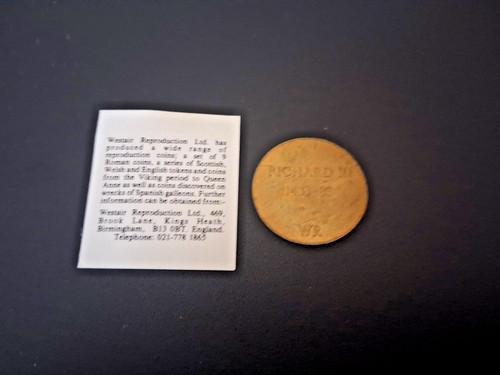 Westair Reproduction Ltd. has
produced a wide range of
reproduction coins; a set of 9
Roman coins, a series of Scottish,
Welsh and English tokens and coins
from the Viking period to Queen
Anne as well as coins discovered on
wrecks of Spanish galleons. Further
information can be obtained from:-
Westair Reproduction Ltd., 469,
Brook Lane, Kings Heath,
Birmingham, B13 0BT. England.
Telephone: 021-778 1865
RICHARD III
WR